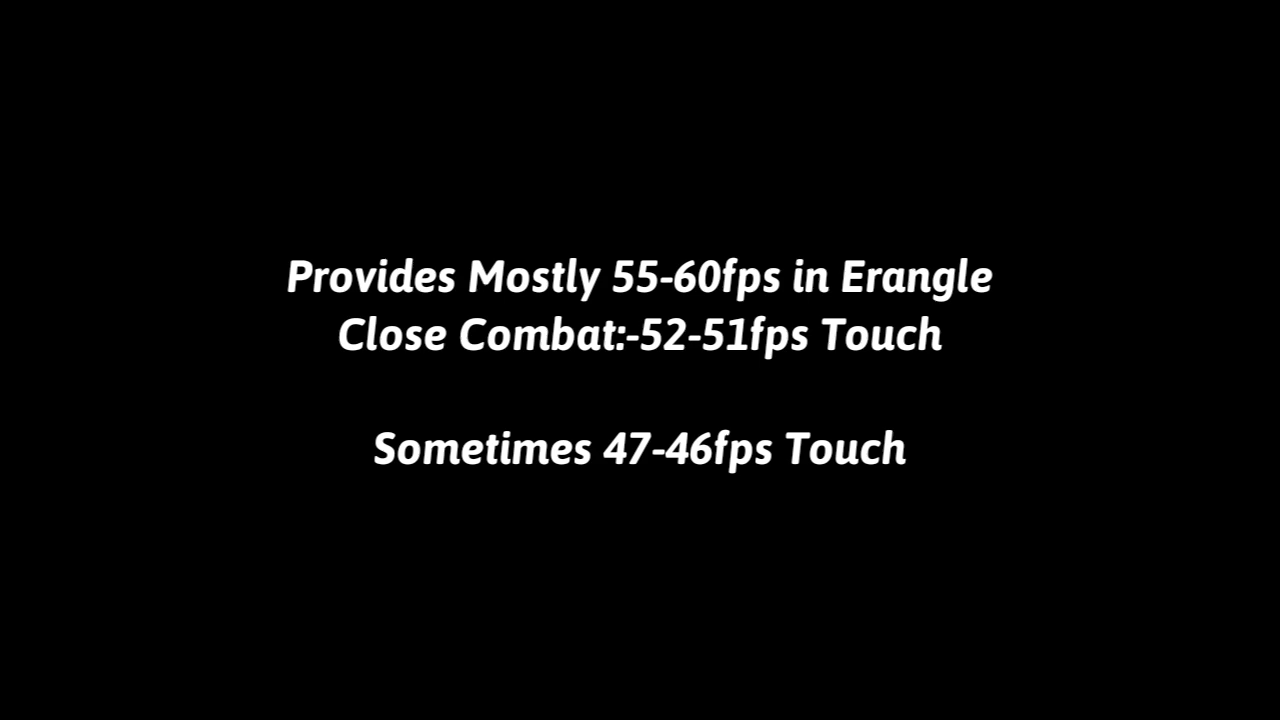 Provides Mostly 55-60fps in Erangle
Close Combat:-52-51fps Touch
Sometimes 47-46fps Touch